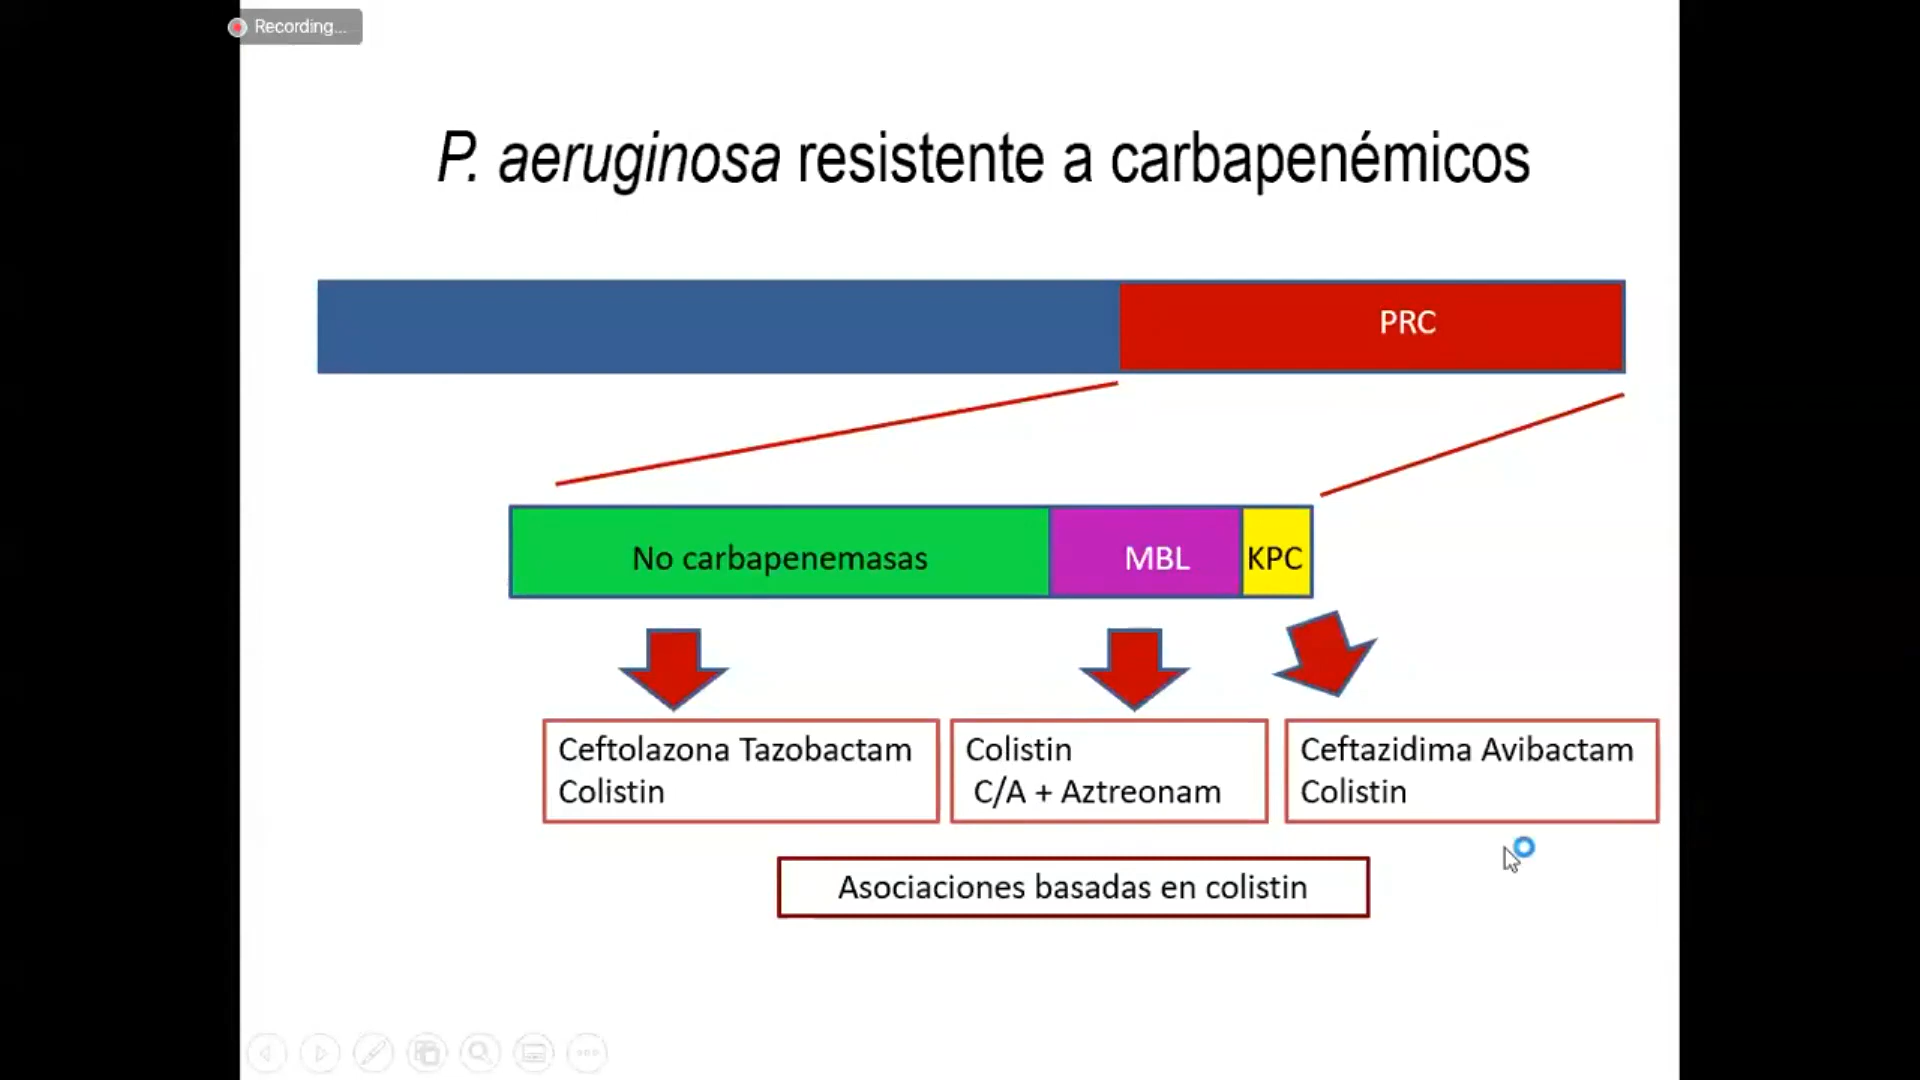 Recording...
P. aeruginosa resistente a carbapenémicos
PRC
No carbapenemasas
MBL
KPC
Ceftolazona Tazobactam
Colistin
Colistin
C/A + Aztreonam
Ceftazidima Avibactam
Colistin
Asociaciones basadas en colistin